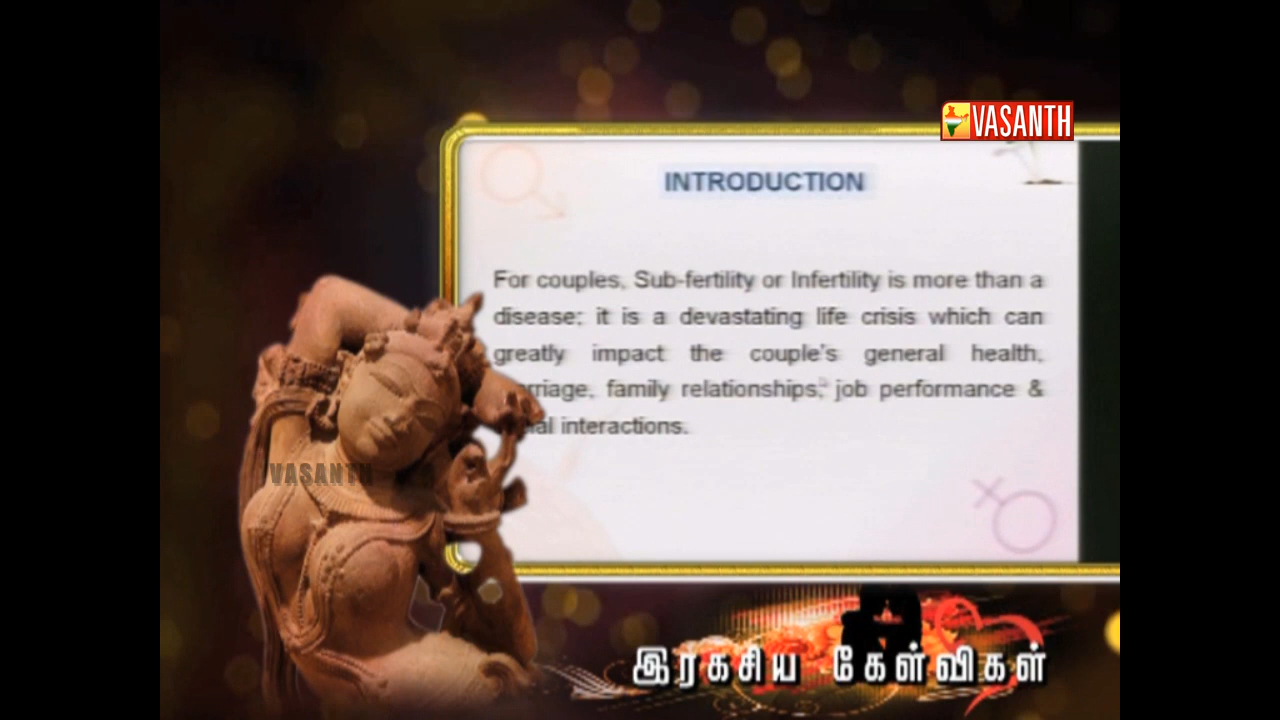 VASANTH
INTRODUCTION
For couples, Sub-fertility or Infertility is more than a
disease; it is a devastating life crisis which can
greatly impact the couple's general health,
family relationships, job performance &
interactions.
VASANTH
இரகசிய கேள்விகள்